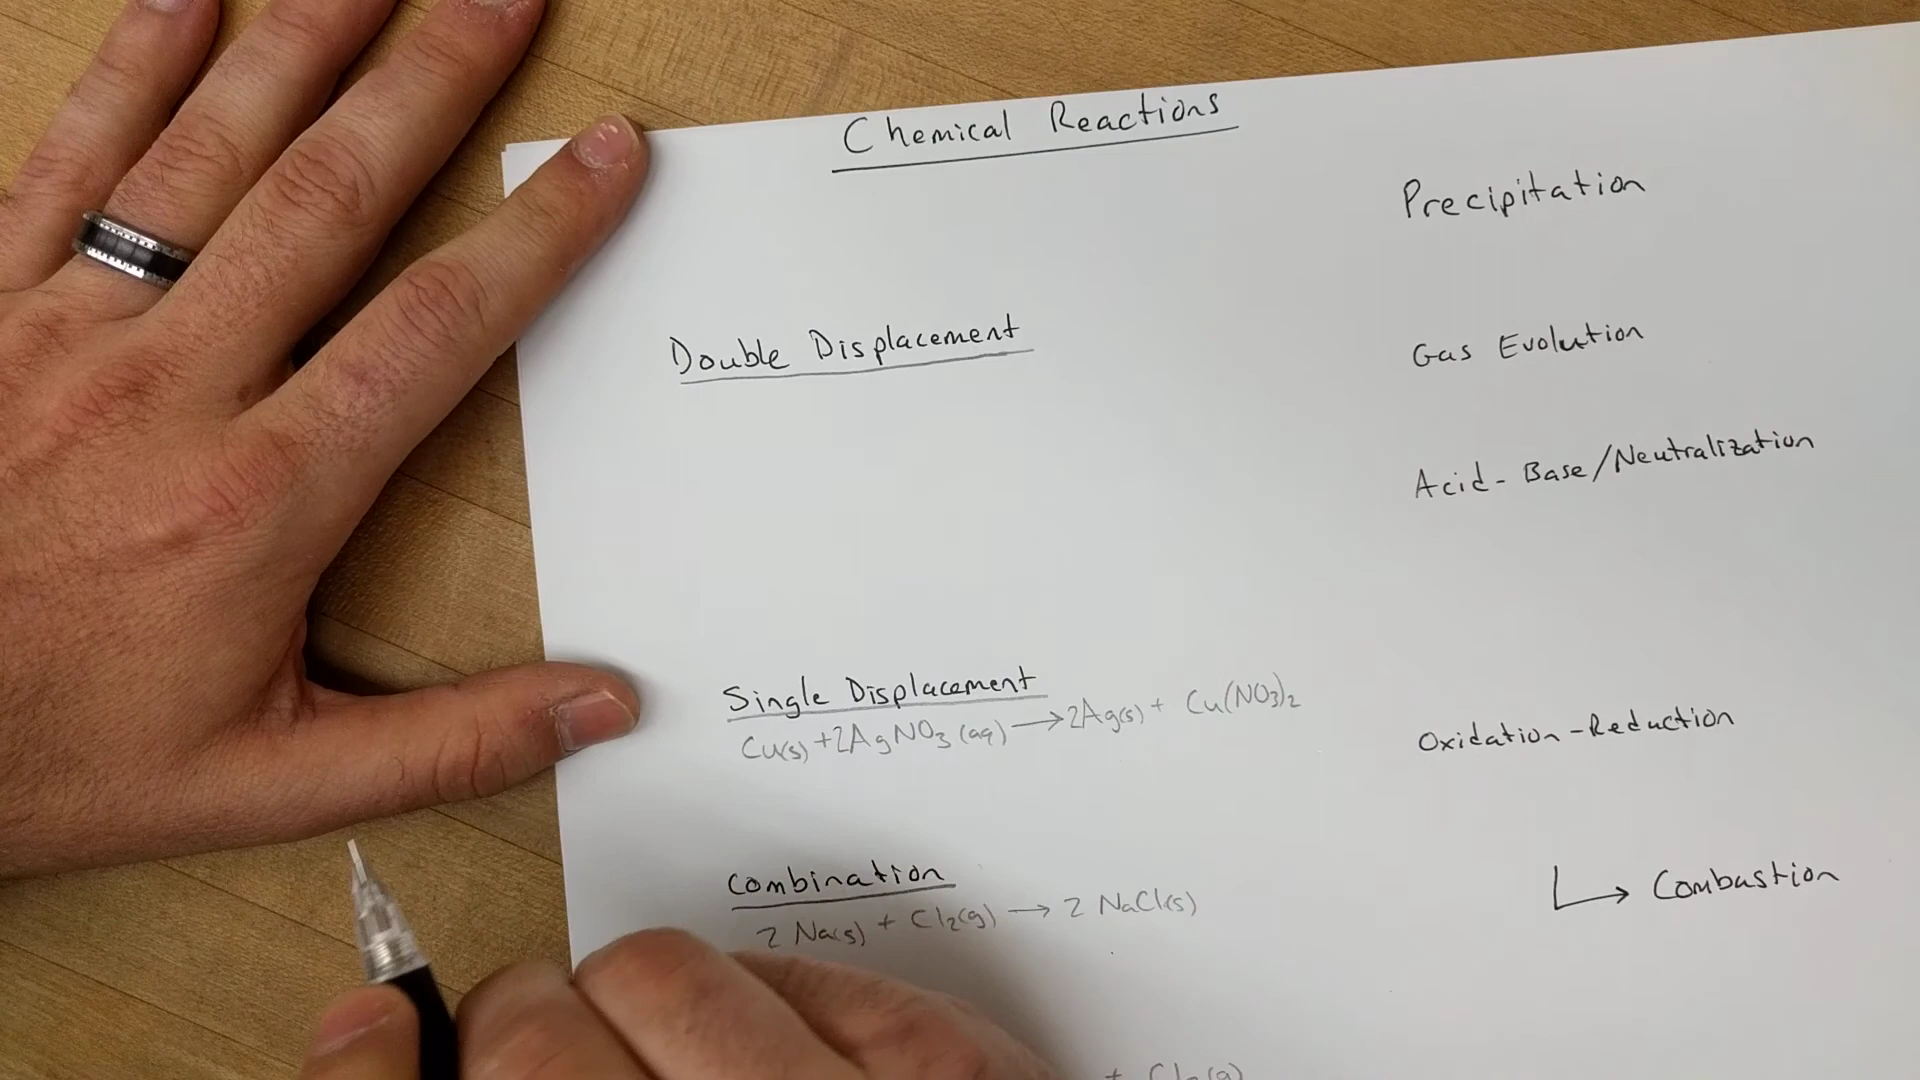 Chemical Reactions
Precipitation
Double Displacement
Gas Evolution
Acid-Base/Neutralization
Single Displacement
Cu(s) + 2AgNO3 (aq) → 2Ag(s) + Cu(NO3)2
Oxidation-Reduction
Combination
2 Na(s) + Cl2(g) → 2 NaCl(s)
↳ Combustion
+ Cl2(g)